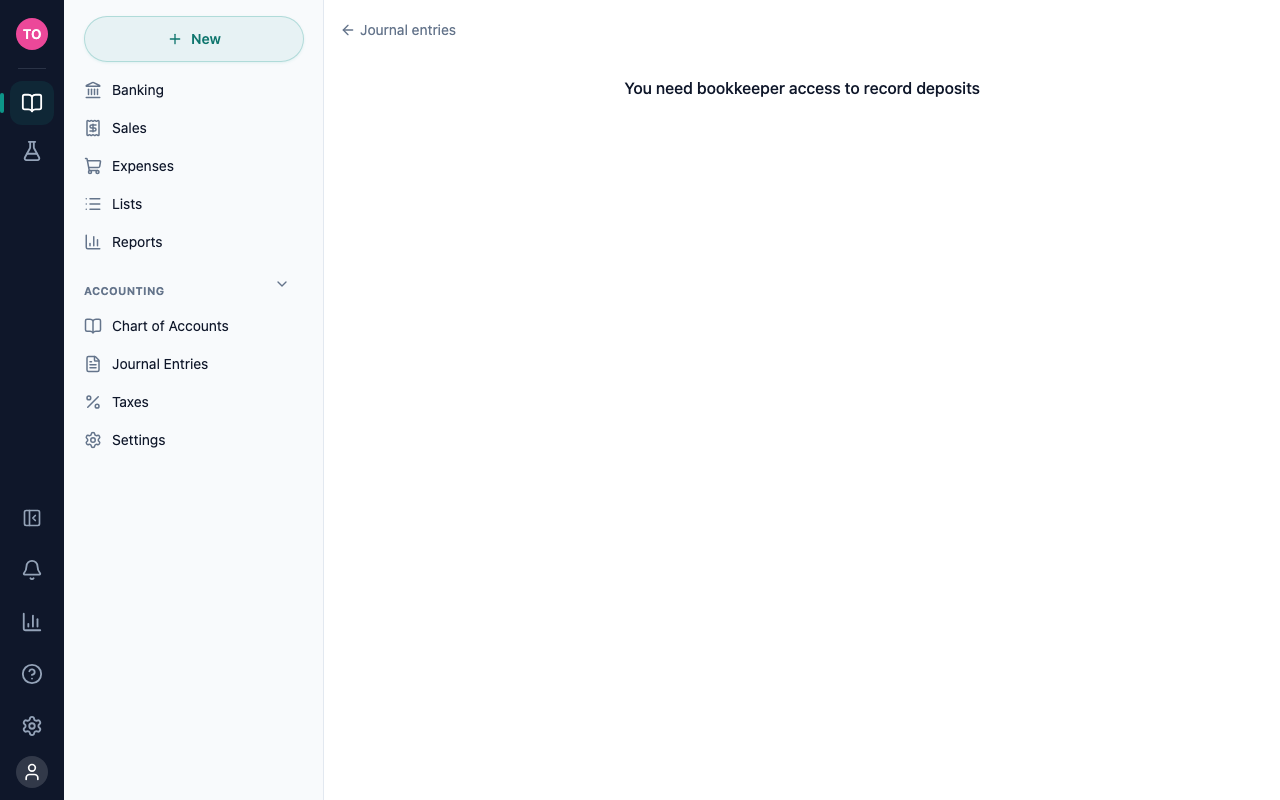 TO
New
Banking
Sales
Expenses
Lists
Reports
ACCOUNTING
Chart of Accounts
Journal Entries
Taxes
Settings
Journal entries
You need bookkeeper access to record deposits